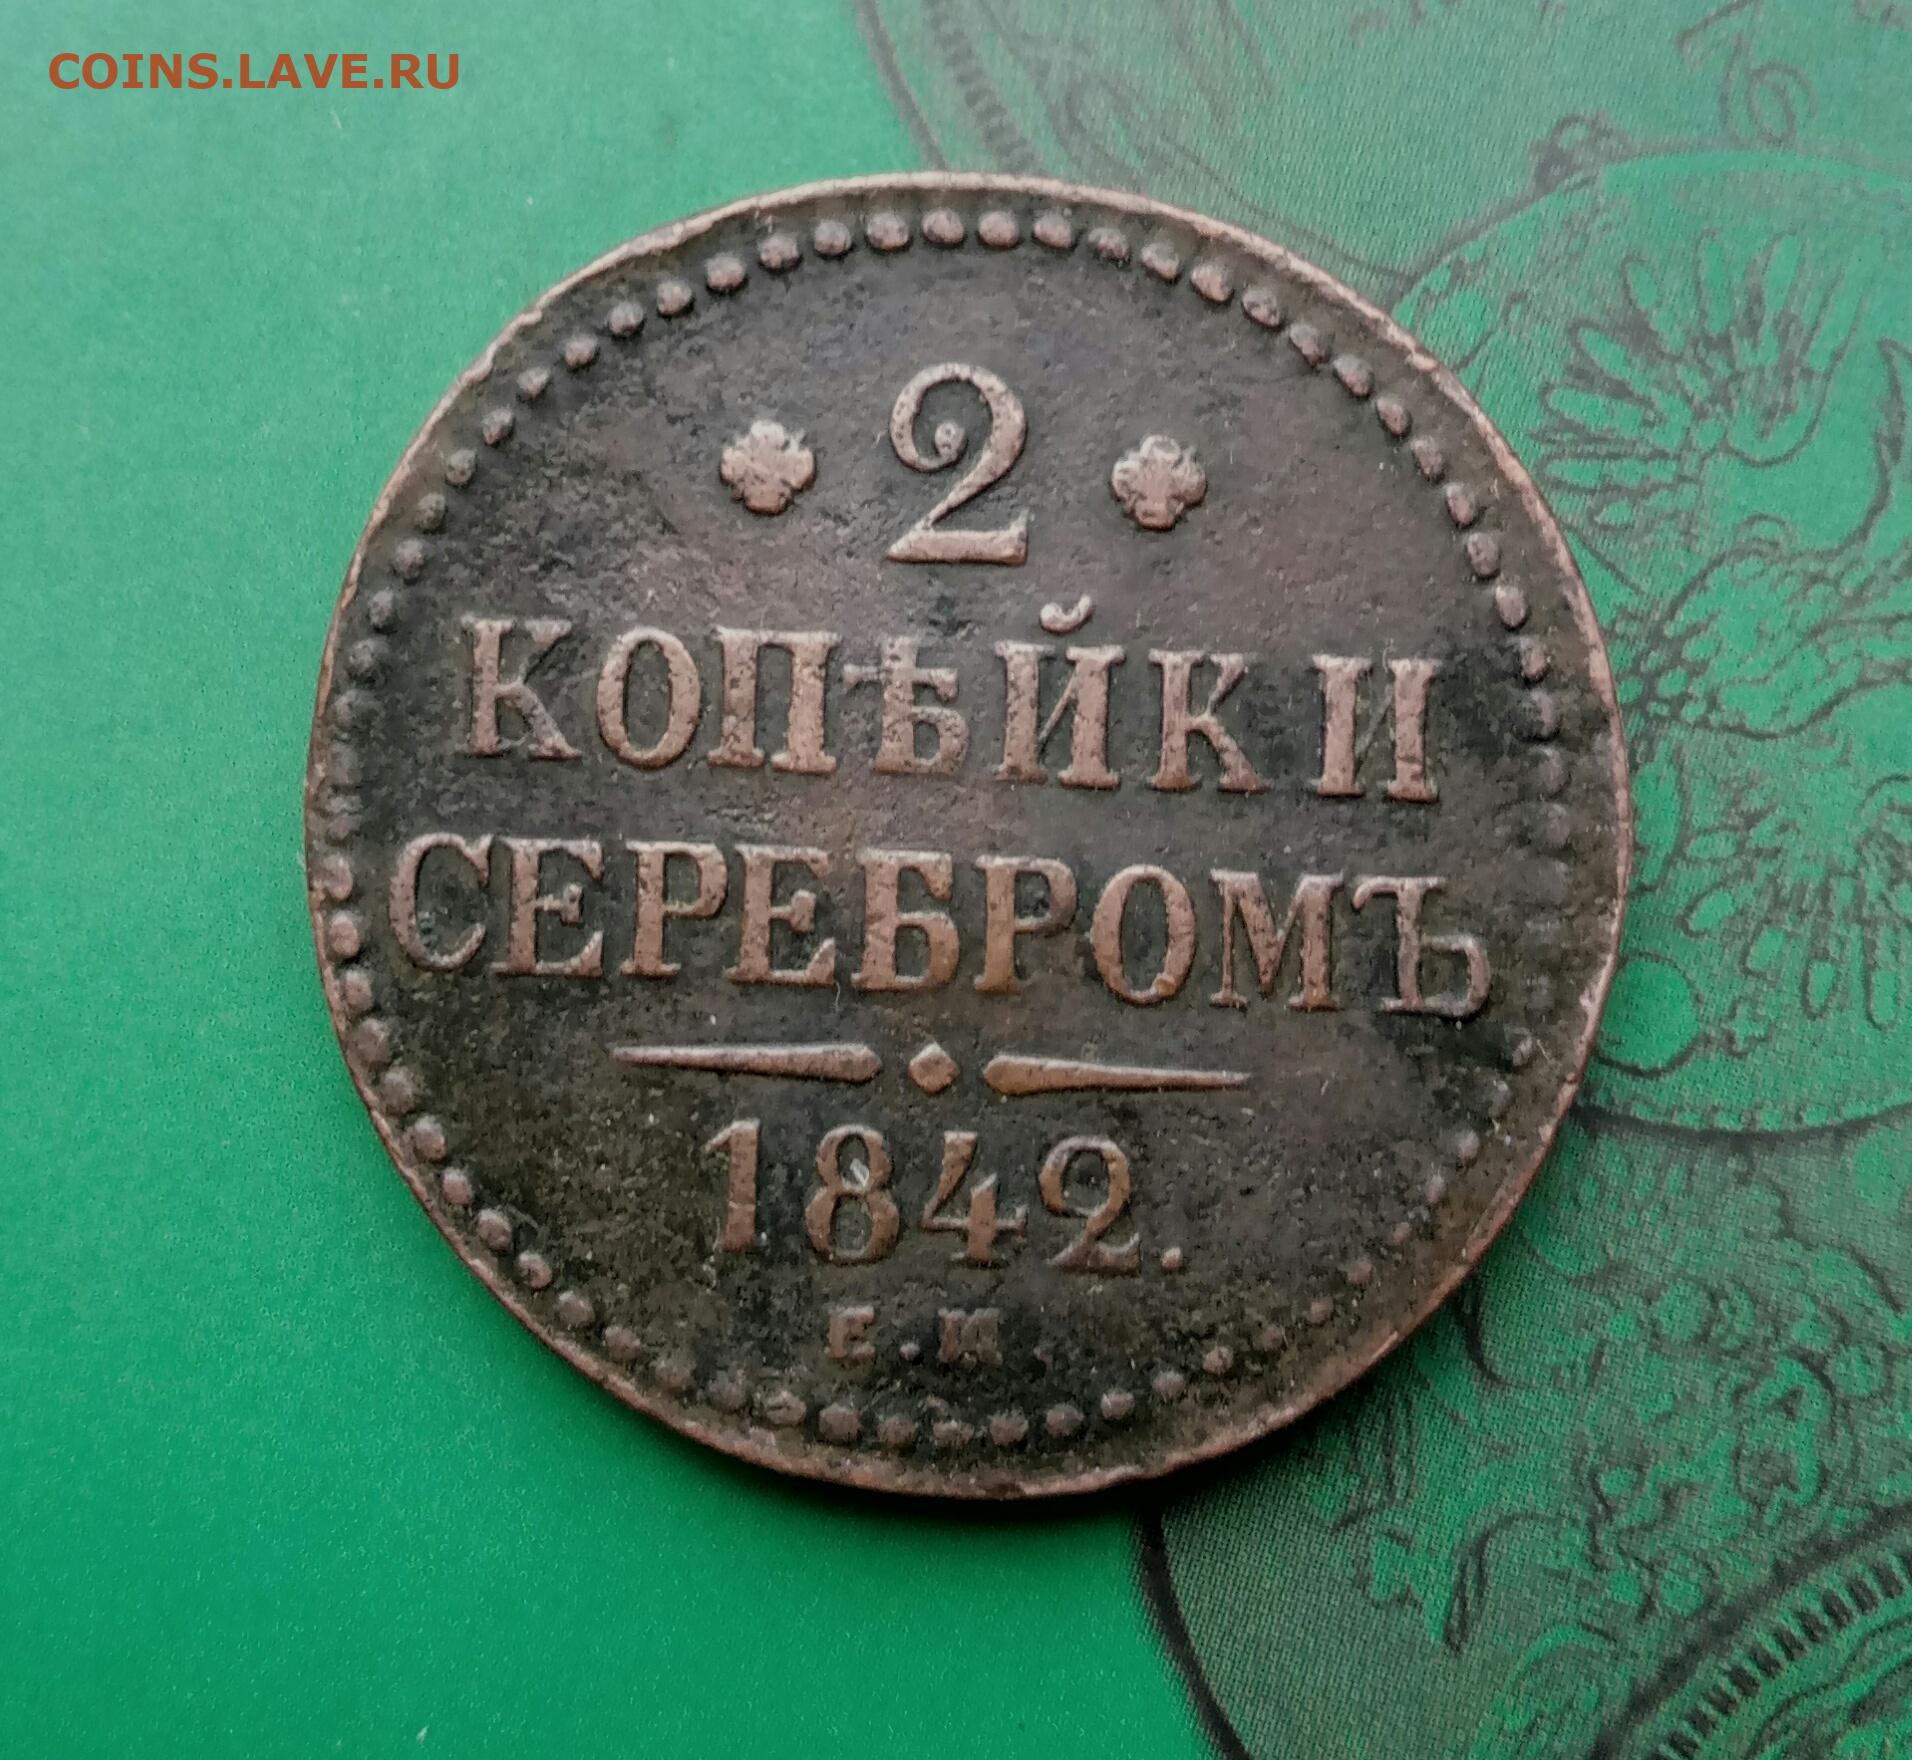 COINS.LAVE.RU
2
КОПѢЙКИ
СЕРЕБРОМЪ
1842.
Е.М.